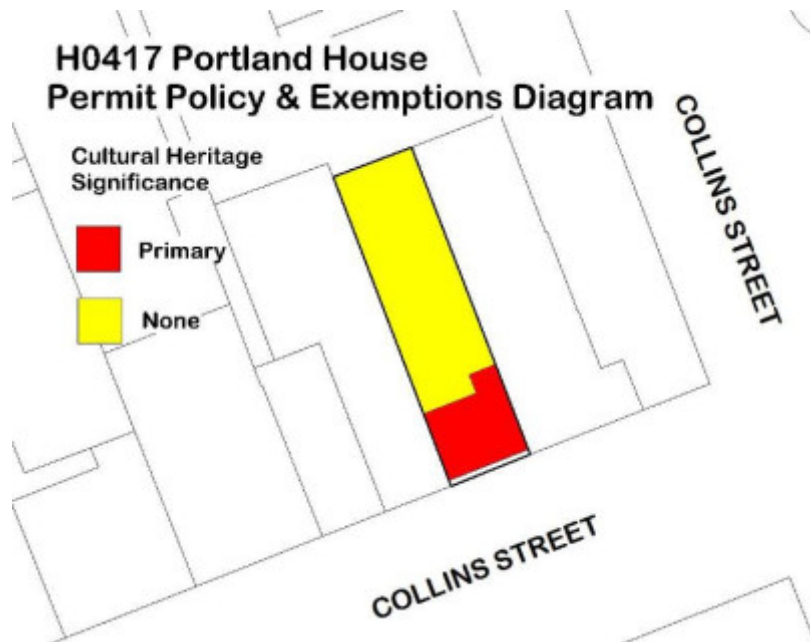 H0417 Portland House
Permit Policy & Exemptions Diagram
Cultural Heritage
Significance
Primary
None
COLLINS STREET
COLLINS STREET